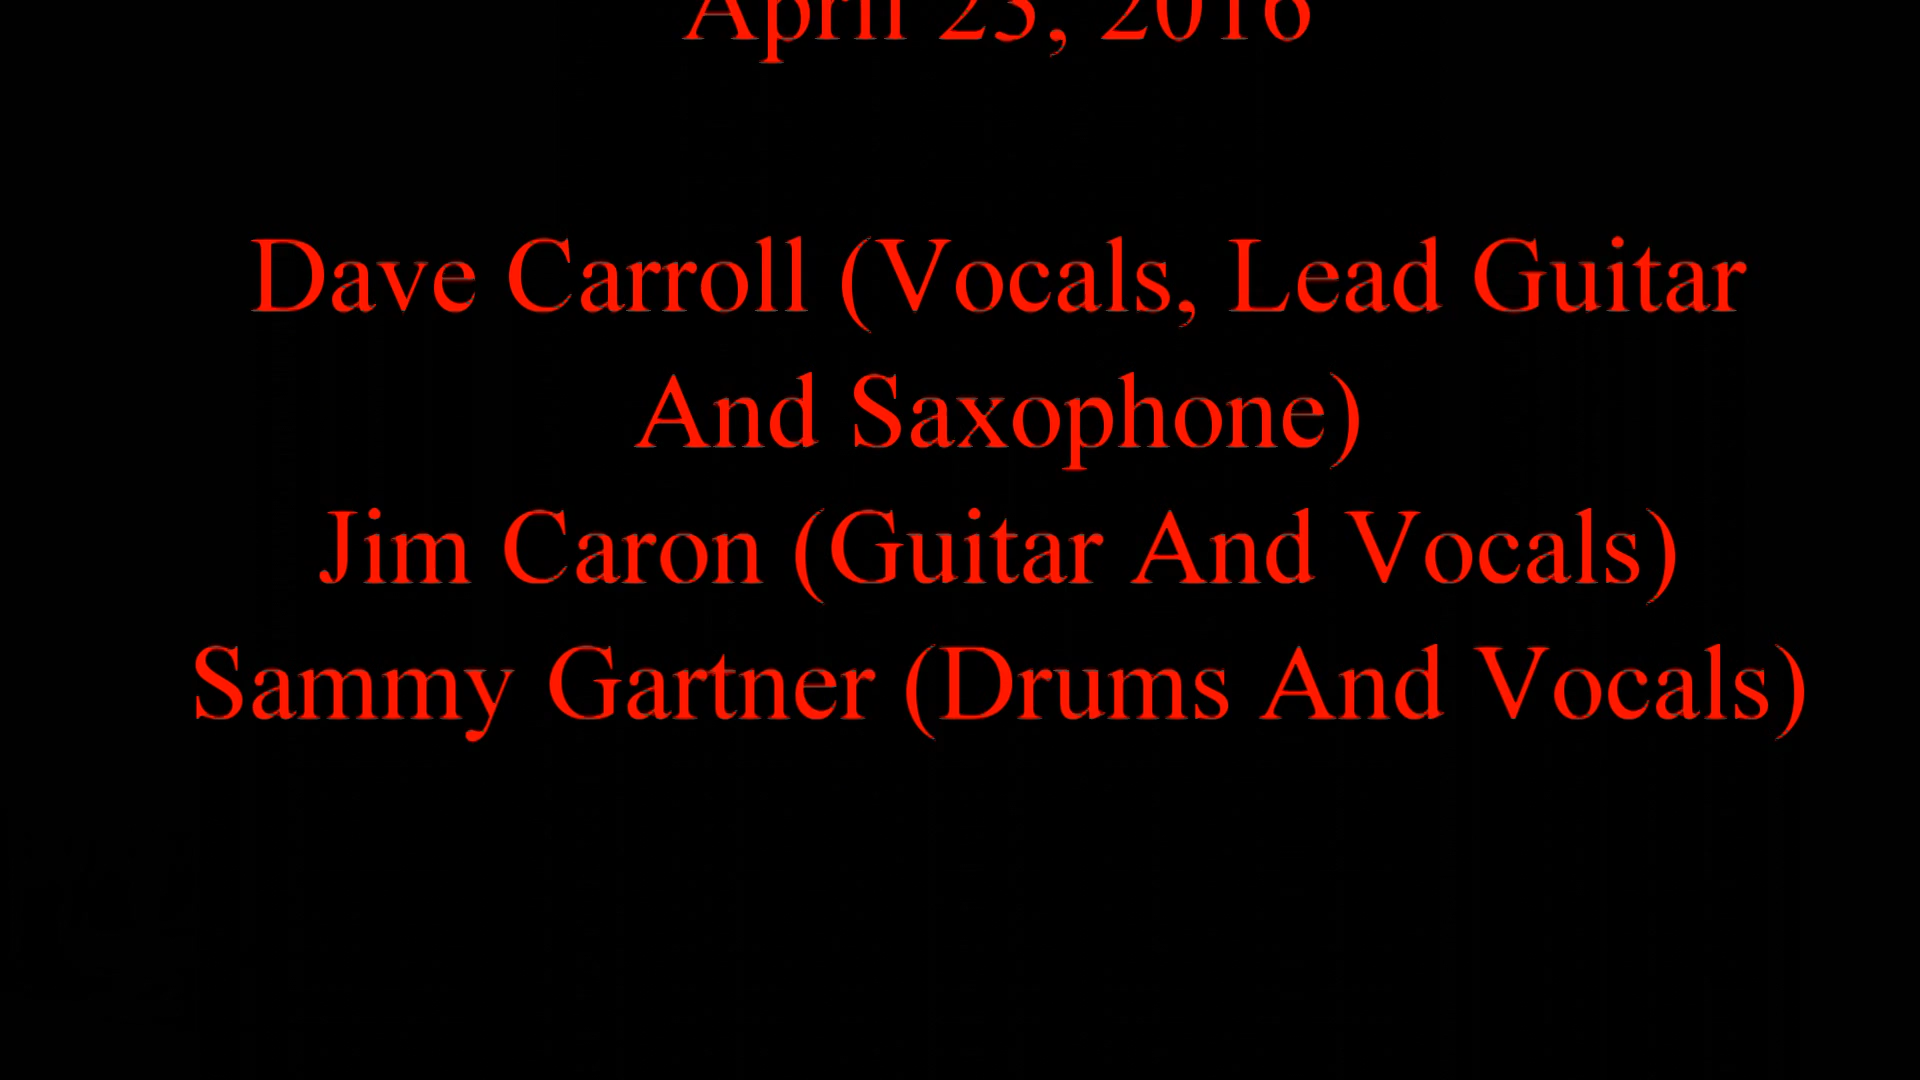 April 23, 2016
Dave Carroll (Vocals, Lead Guitar
And Saxophone)
Jim Caron (Guitar And Vocals)
Sammy Gartner (Drums And Vocals)